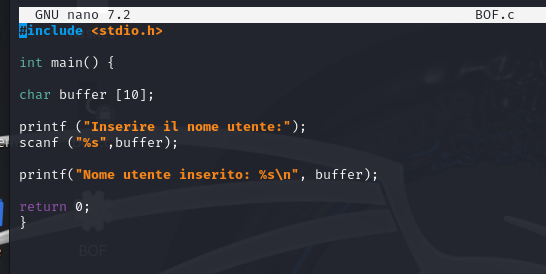 GNU nano 7.2 BOF.c
#include <stdio.h>
int main() {
char buffer [10];
printf ("Inserire il nome utente:");
scanf ("%s",buffer);
printf("Nome utente inserito: %s\n", buffer);
return 0;
}
BOF